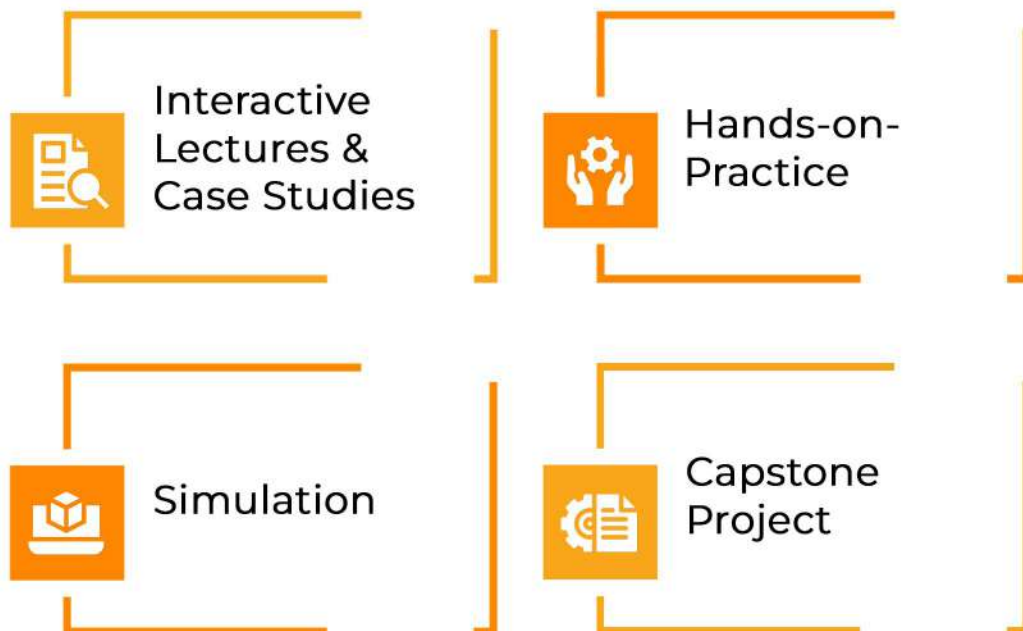 Interactive
Lectures &
Case Studies
Hands-on-
Practice
Simulation
Capstone
Project